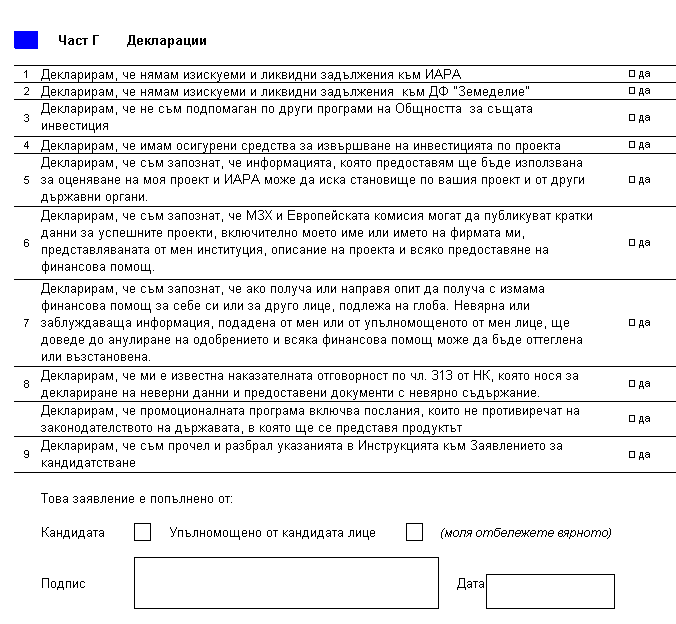 Част Г Декларации
1 Декларирам, че нямам изискуеми и ликвидни задължения към ИАРА □ да
2 Декларирам, че нямам изискуеми и ликвидни задължения към ДФ "Земеделие" □ да
3 Декларирам, че не съм подпомаган по други програми на Общността за същата
инвестиция □ да
4 Декларирам, че имам осигурени средства за извършване на инвестицията по проекта □ да
5 Декларирам, че съм запознат, че информацията, която предоставям ще бъде използвана
за оценяване на моя проект и ИАРА може да иска становище по вашия проект и от други □ да
държавни органи.
6 Декларирам, че съм запознат, че МЗХ и Европейската комисия могат да публикуват кратки
данни за успешните проекти, включително моето име или името на фирмата ми,
представляваната от мен институция, описание на проекта и всяко предоставяне на □ да
финансова помощ.
7 Декларирам, че съм запознат, че ако получа или направя опит да получа с измама
финансова помощ за себе си или за друго лице, подлежа на глоба. Невярна или
заблуждаваща информация, подадена от мен или от упълномощеното от мен лице, ще □ да
доведе до анулиране на одобрението и всяка финансова помощ може да бъде оттеглена
или възстановена.
8 Декларирам, че ми е известна наказателната отговорност по чл. 313 от НК, която нося за
деклариране на неверни данни и предоставени документи с невярно съдържание. □ да
Декларирам, че промоционалната програма включва послания, които не противиречат на
законодателството на държавата, в която ще се представя продуктът □ да
9 Декларирам, че съм прочел и разбрал указанията в Инструкцията към Заявлението за
кандидатстване □ да
Това заявление е попълнено от:
Кандидата Упълномощено от кандидата лице (моля отбележете вярното)
Подпис Дата